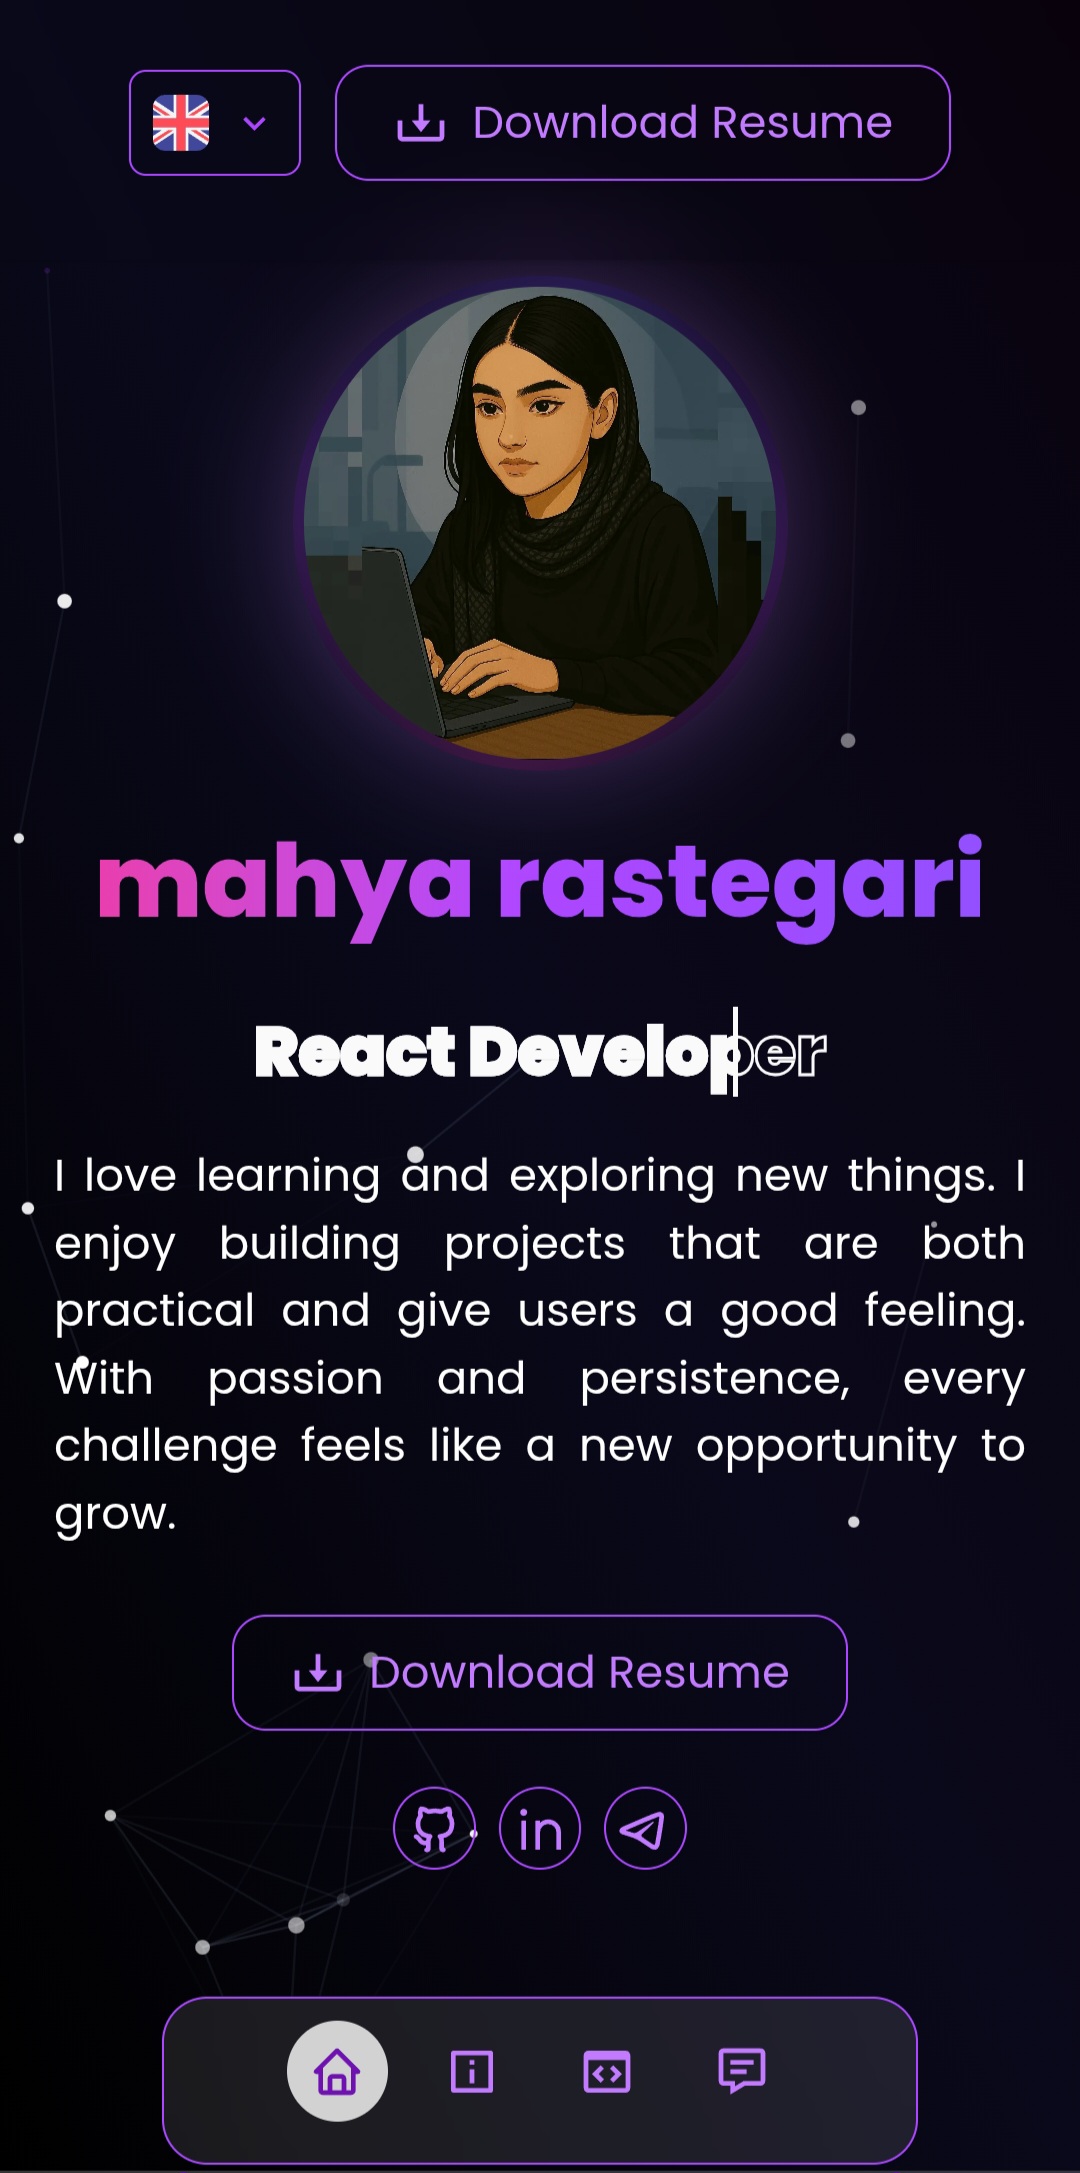 Download Resume
mahya rastegari
React Developer
I love learning and exploring new things. I
enjoy building projects that are both
practical and give users a good feeling.
With passion and persistence, every
challenge feels like a new opportunity to
grow.
Download Resume
in